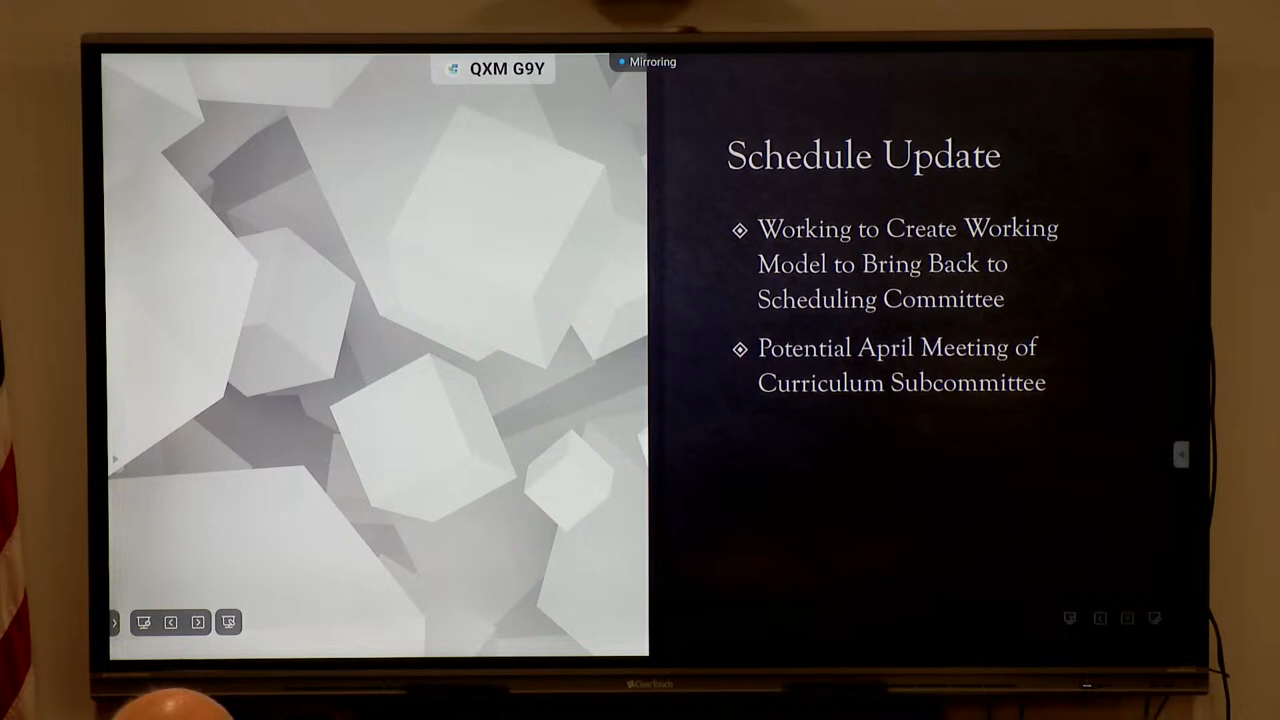 QXM G9Y
Mirroring
Schedule Update
Working to Create Working
Model to Bring Back to
Scheduling Committee
Potential April Meeting of
Curriculum Subcommittee
ClearTouch